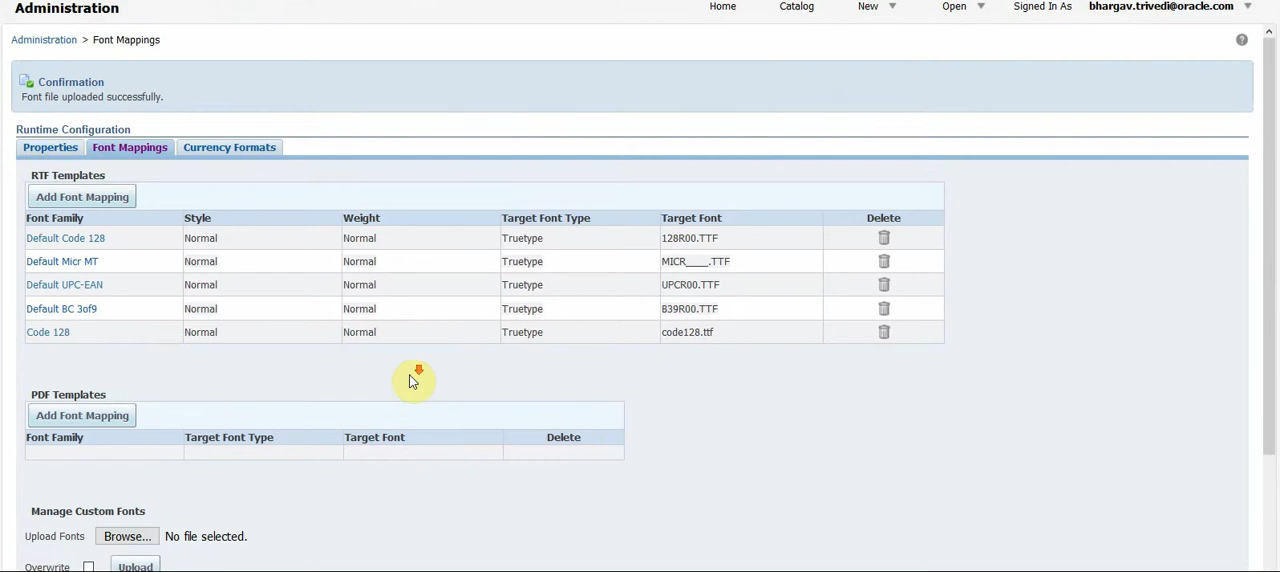 Administration Home Catalog New Open Signed In As bhargav.trivedi@oracle.com
Administration > Font Mappings
Confirmation
Font file uploaded successfully.
Runtime Configuration
Properties Font Mappings Currency Formats
RTF Templates
Add Font Mapping
Font Family Style Weight Target Font Type Target Font Delete
Default Code 128 Normal Normal Truetype 128R00.TTF
Default Micr MT Normal Normal Truetype MICR____.TTF
Default UPC-EAN Normal Normal Truetype UPCR00.TTF
Default BC 3of9 Normal Normal Truetype B39R00.TTF
Code 128 Normal Normal Truetype code128.ttf
PDF Templates
Add Font Mapping
Font Family Target Font Type Target Font Delete
Manage Custom Fonts
Upload Fonts Browse... No file selected.
Overwrite Upload